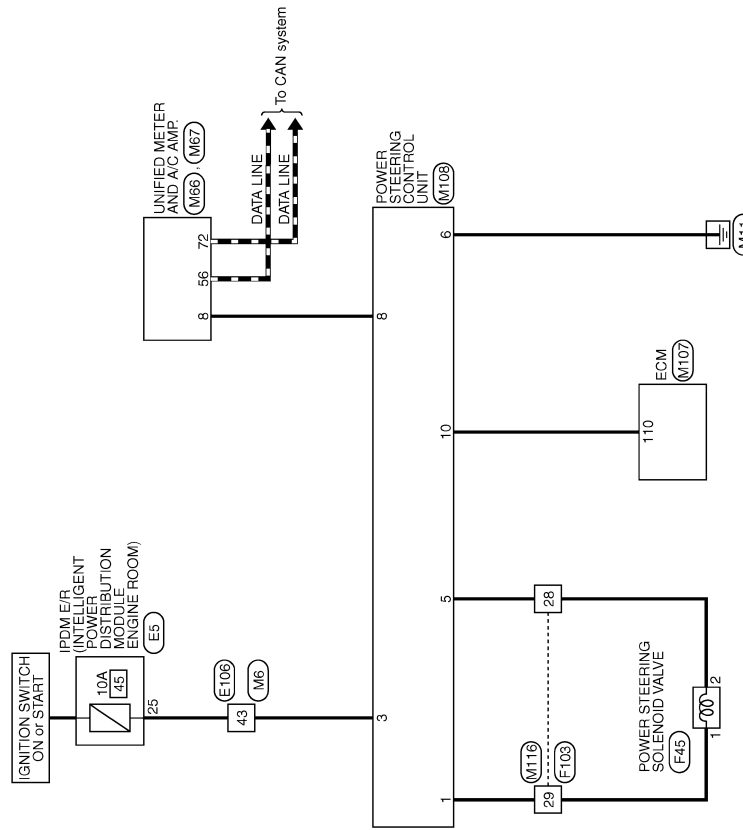 IGNITION SWITCH
ON or START
IPDM E/R
(INTELLIGENT
POWER
DISTRIBUTION
MODULE
ENGINE ROOM)
E5
10A
45
25
43
E106
M6
3
UNIFIED METER
AND A/C AMP.
M66 , M67
8
56
72
DATA LINE
DATA LINE
To CAN system
8
POWER
STEERING
CONTROL
UNIT
M108
1
5
10
6
29
M116
F103
28
POWER STEERING
SOLENOID VALVE
F45
1
2
110
ECM
M107